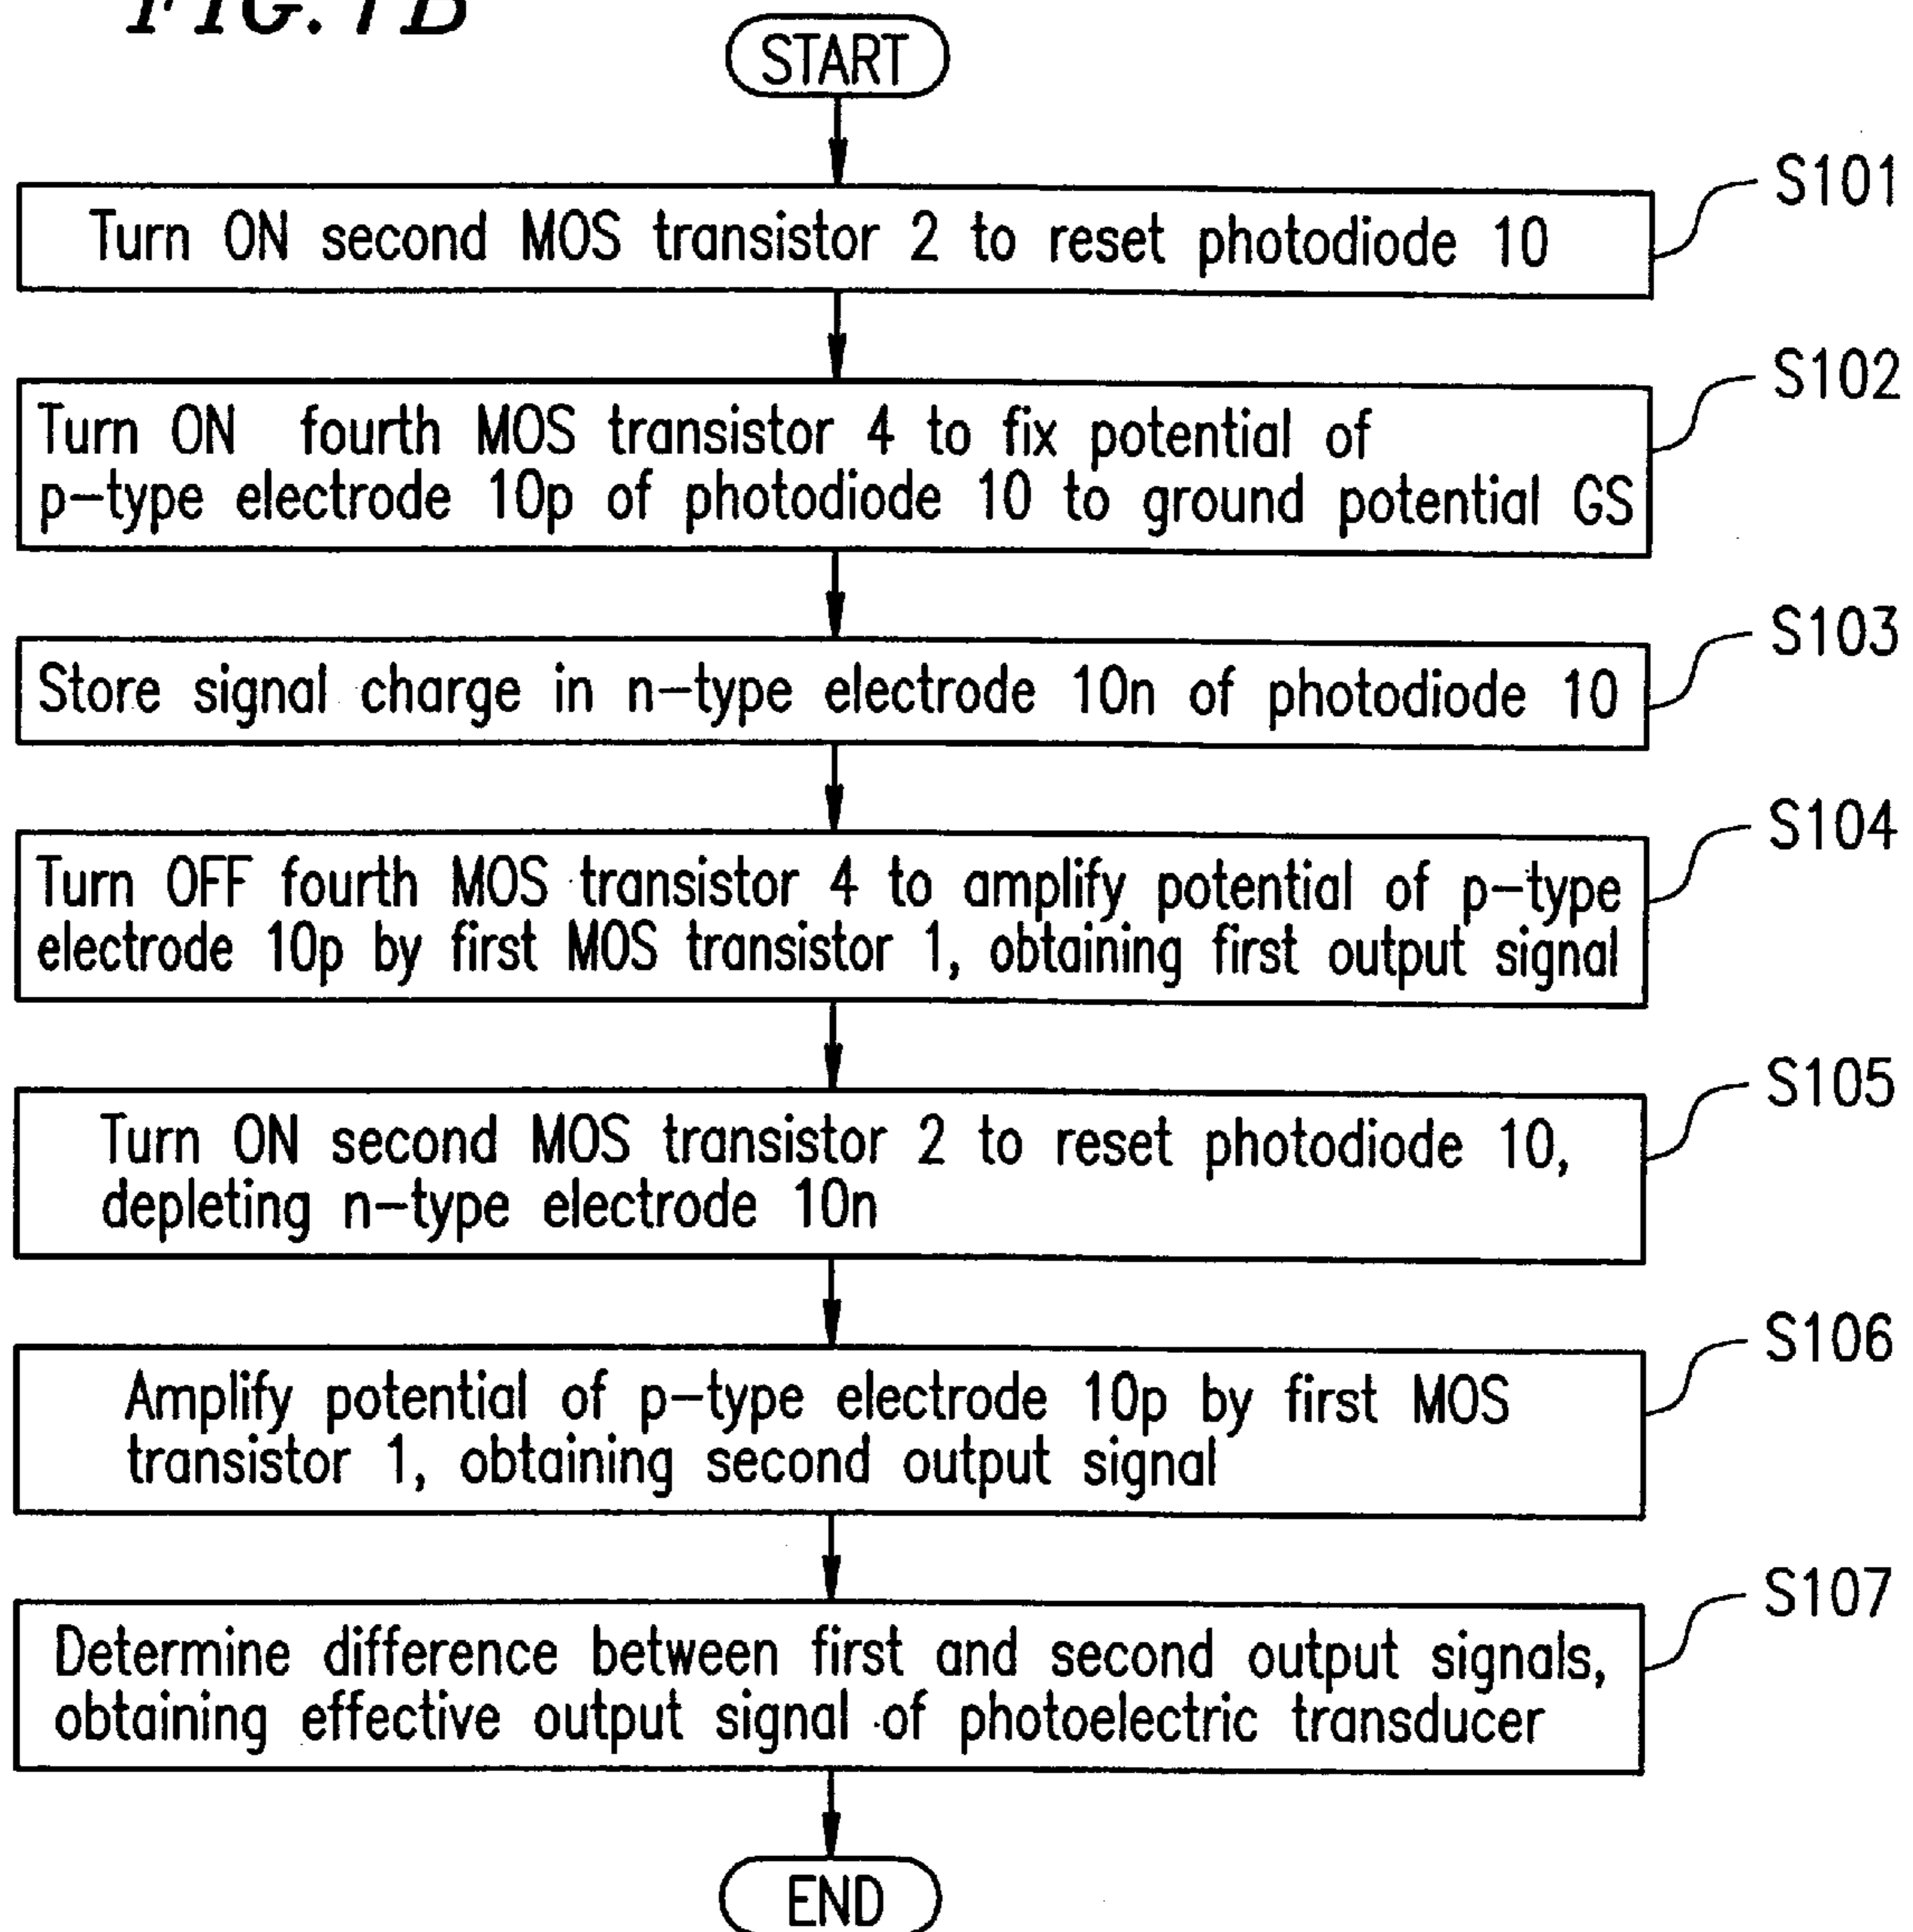 FIG. 1B
START
S101
Turn ON second MOS transistor 2 to reset photodiode 10
S102
Turn ON fourth MOS transistor 4 to fix potential of
p-type electrode 10p of photodiode 10 to ground potential GS
S103
Store signal charge in n-type electrode 10n of photodiode 10
S104
Turn OFF fourth MOS transistor 4 to amplify potential of p-type
electrode 10p by first MOS transistor 1, obtaining first output signal
S105
Turn ON second MOS transistor 2 to reset photodiode 10,
depleting n-type electrode 10n
S106
Amplify potential of p-type electrode 10p by first MOS
transistor 1, obtaining second output signal
S107
Determine difference between first and second output signals,
obtaining effective output signal of photoelectric transducer
END